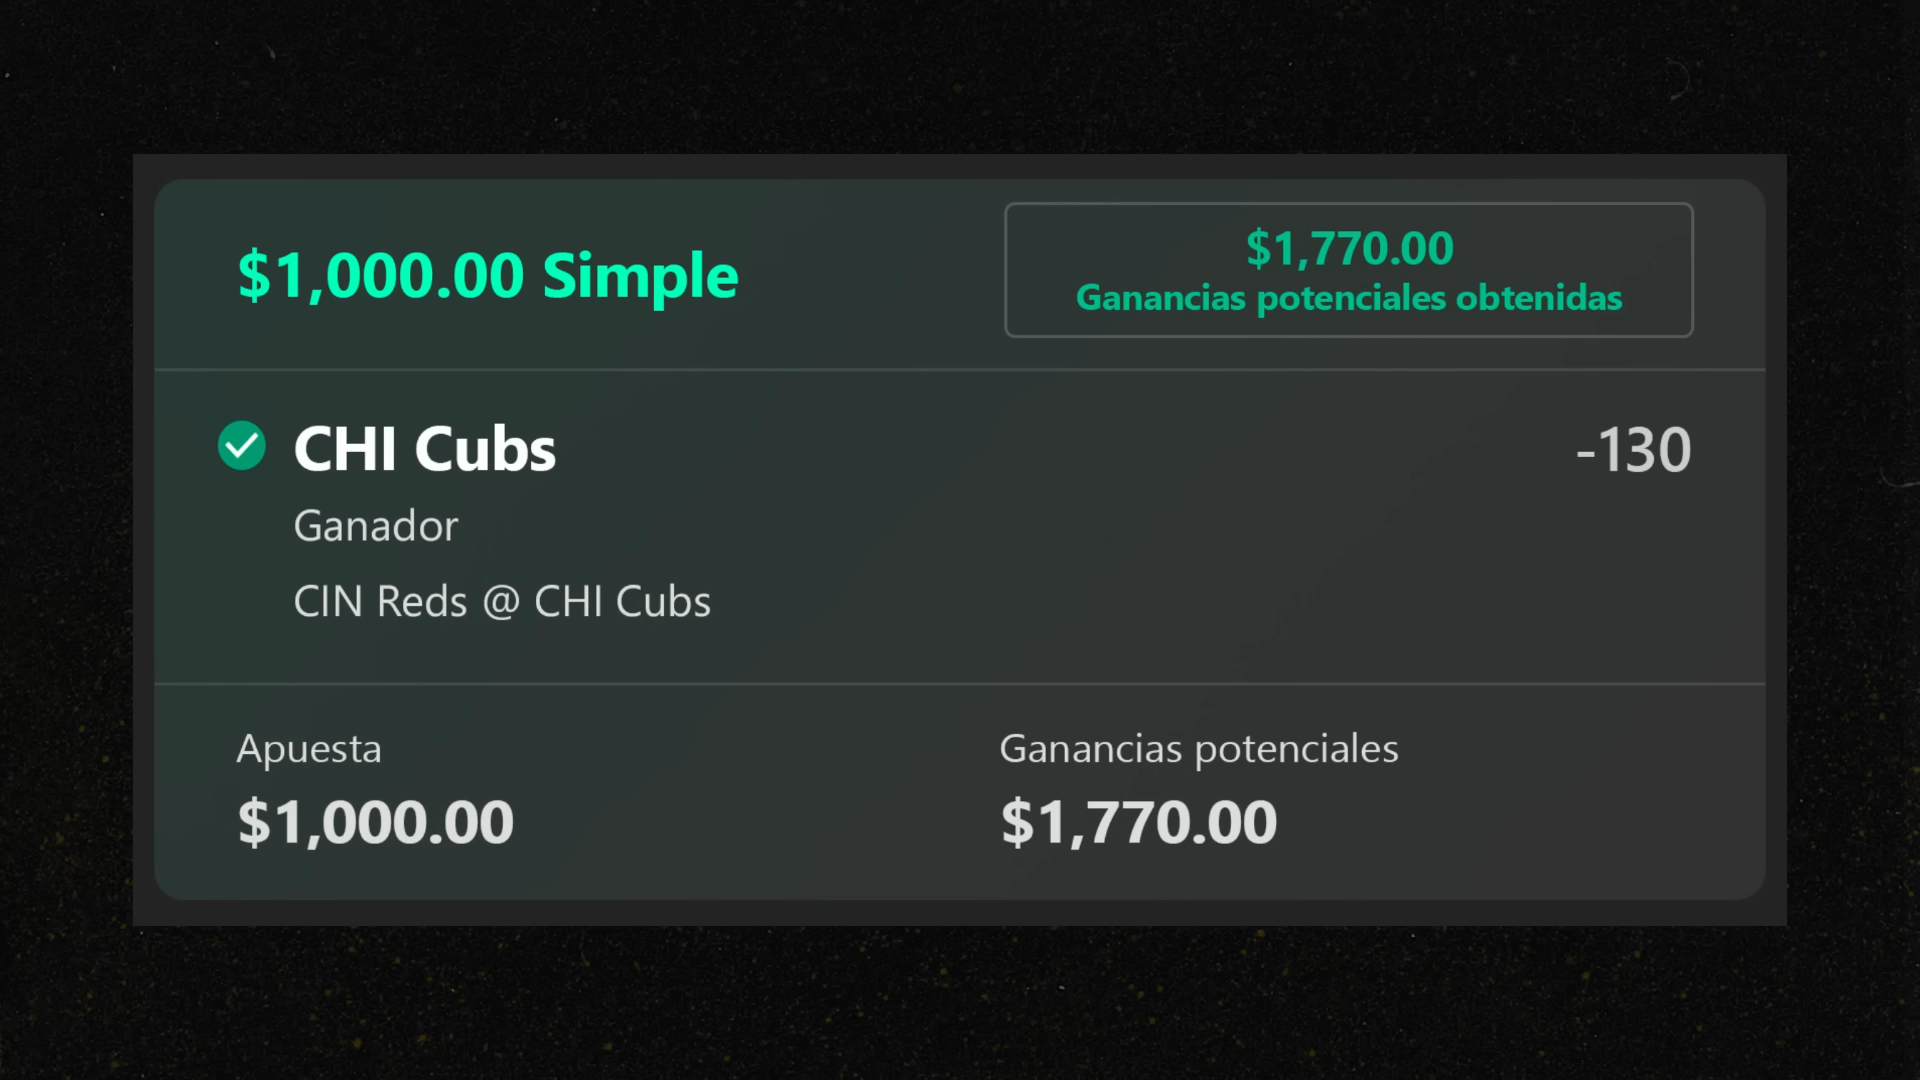 $1,000.00 Simple
$1,770.00
Ganancias potenciales obtenidas
CHI Cubs
-130
Ganador
CIN Reds @ CHI Cubs
Apuesta
Ganancias potenciales
$1,000.00
$1,770.00